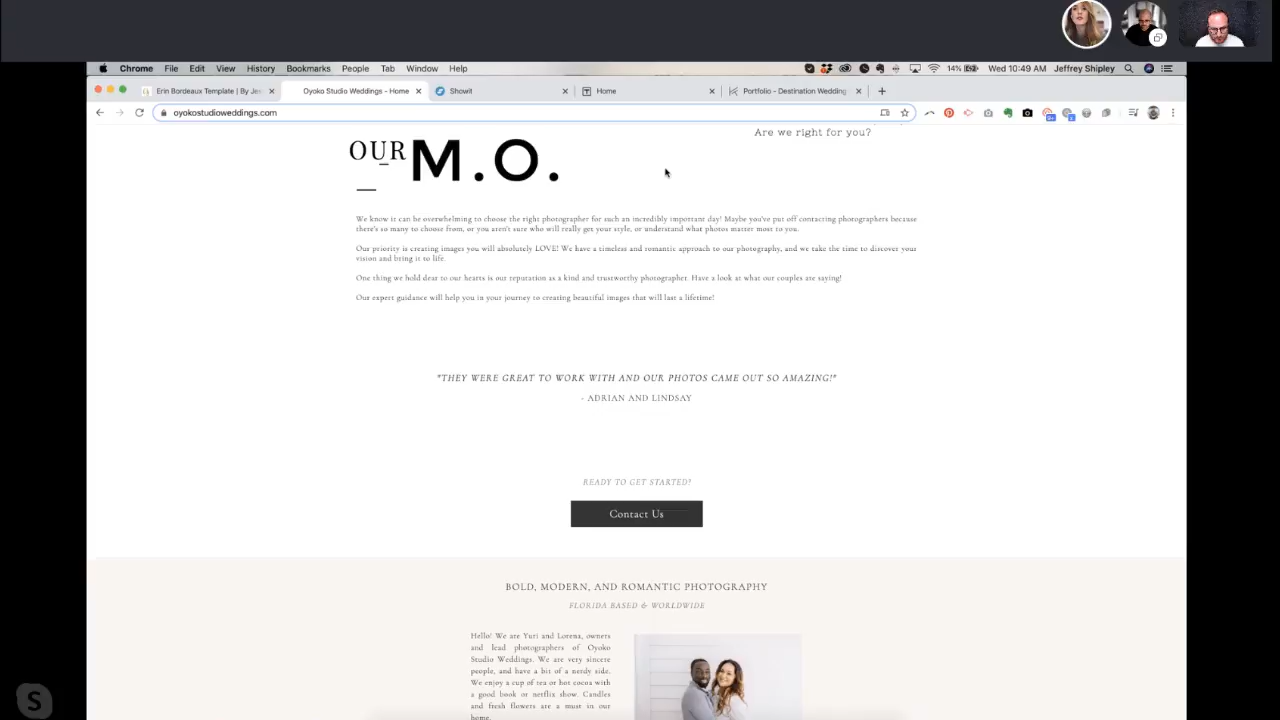 Chrome File Edit View History Bookmarks People Tab Window Help 14% Wed 10:49 AM Jeffrey Shipley
Erin Bordeaux Template | By Jen Oyoko Studio Weddings - Home Showit Home Portfolio - Destination Wedding
oyokostudioweddings.com
Are we right for you?
OUR M.O.
We know it can be overwhelming to choose the right photographer for such an incredibly important day! Maybe you've put off contacting photographers because
there's so many to choose from, or you aren't sure who will really get your style, or understand what photos matter most to you.
Our priority is creating images you will absolutely LOVE! We have a timeless and romantic approach to our photography, and we take the time to discover your
vision and bring it to life.
One thing we hold dear to our hearts is our reputation as a kind and trustworthy photographer. Have a look at what our couples are saying!
Our expert guidance will help you in your journey to creating beautiful images that will last a lifetime!
"THEY WERE GREAT TO WORK WITH AND OUR PHOTOS CAME OUT SO AMAZING!"
- ADRIAN AND LINDSAY
READY TO GET STARTED?
Contact Us
BOLD, MODERN, AND ROMANTIC PHOTOGRAPHY
FLORIDA BASED & WORLDWIDE
Hello! We are Yuri and Lorena, owners
and lead photographers of Oyoko
Studio Weddings. We are very sincere
people, and have a bit of a nerdy side.
We enjoy a cup of tea or hot cocoa with
a good book or netflix show. Candles
and fresh flowers are a must in our
home.
S